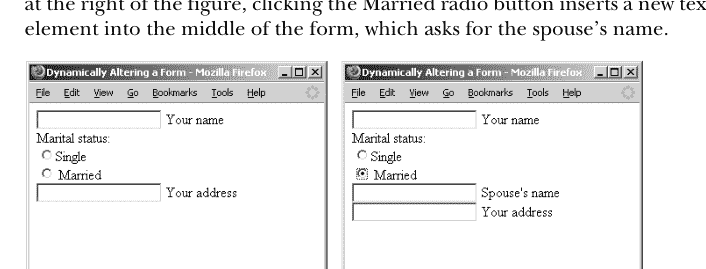 at the right of the figure, clicking the Married radio button inserts a new tex
element into the middle of the form, which asks for the spouse's name.
Dynamically Altering a Form - Mozilla Firefox
File Edit View Go Bookmarks Tools Help
Your name
Marital status:
Single
Married
Your address
Dynamically Altering a Form - Mozilla Firefox
File Edit View Go Bookmarks Tools Help
Your name
Marital status:
Single
Married
Spouse's name
Your address